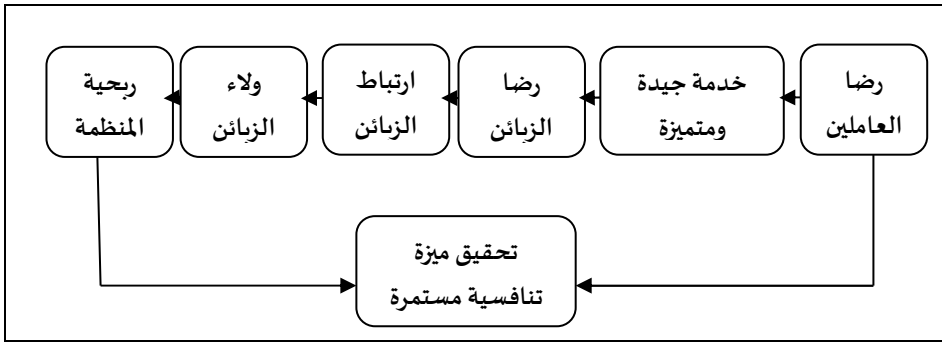 رضا
العاملين
خدمة جيدة
ومتميزة
رضا
الزبائن
ارتباط
الزبائن
ولاء
الزبائن
ربحية
المنظمة
تحقيق ميزة
تنافسية مستمرة